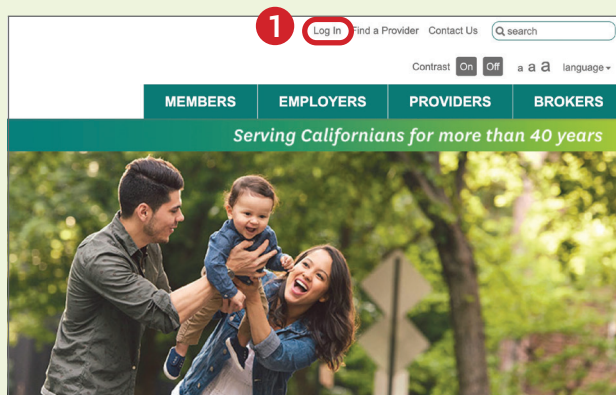 1
Log In Find a Provider Contact Us search
Contrast On Off a a a language
MEMBERS EMPLOYERS PROVIDERS BROKERS
Serving Californians for more than 40 years